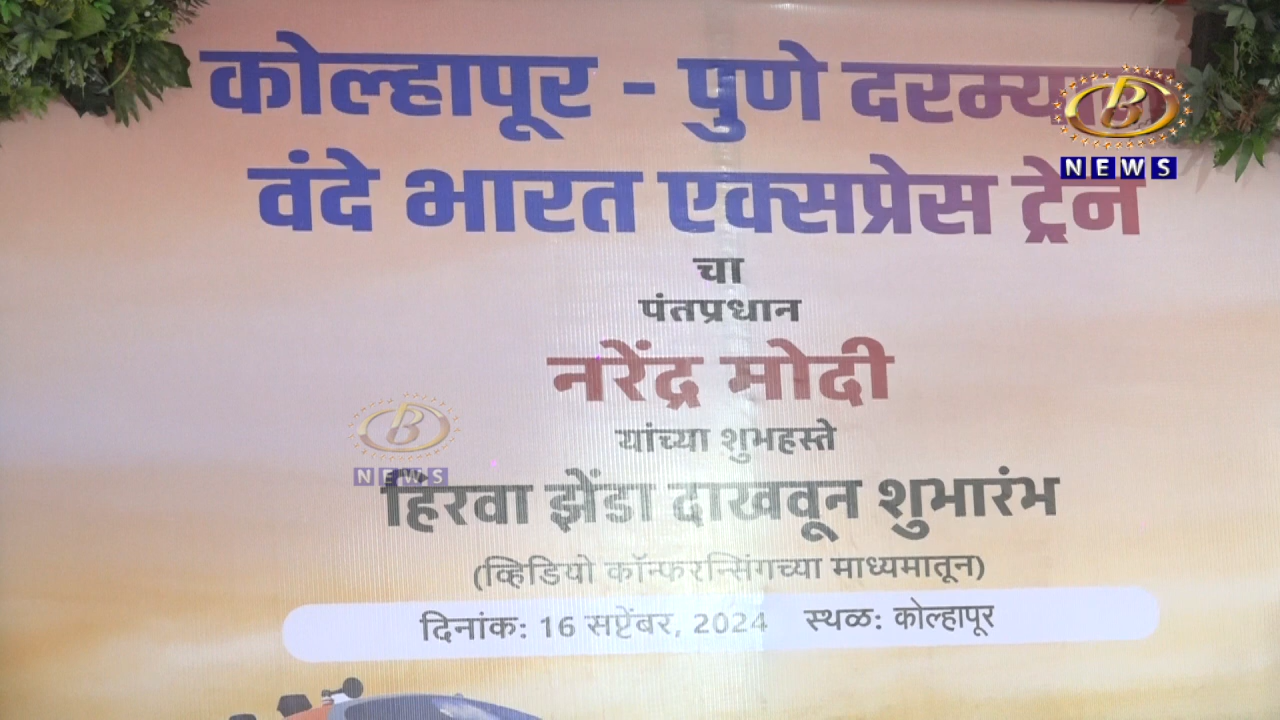 कोल्हापूर - पुणे दरम्यान
वंदे भारत एक्सप्रेस ट्रेन
चा
पंतप्रधान
नरेंद्र मोदी
यांच्या शुभहस्ते
हिरवा झेंडा दाखवून शुभारंभ
(व्हिडियो कॉन्फरन्सिंगच्या माध्यमातून)
दिनांक: 16 सप्टेंबर, 2024 स्थळ: कोल्हापूर
B
NEWS
B
NEWS